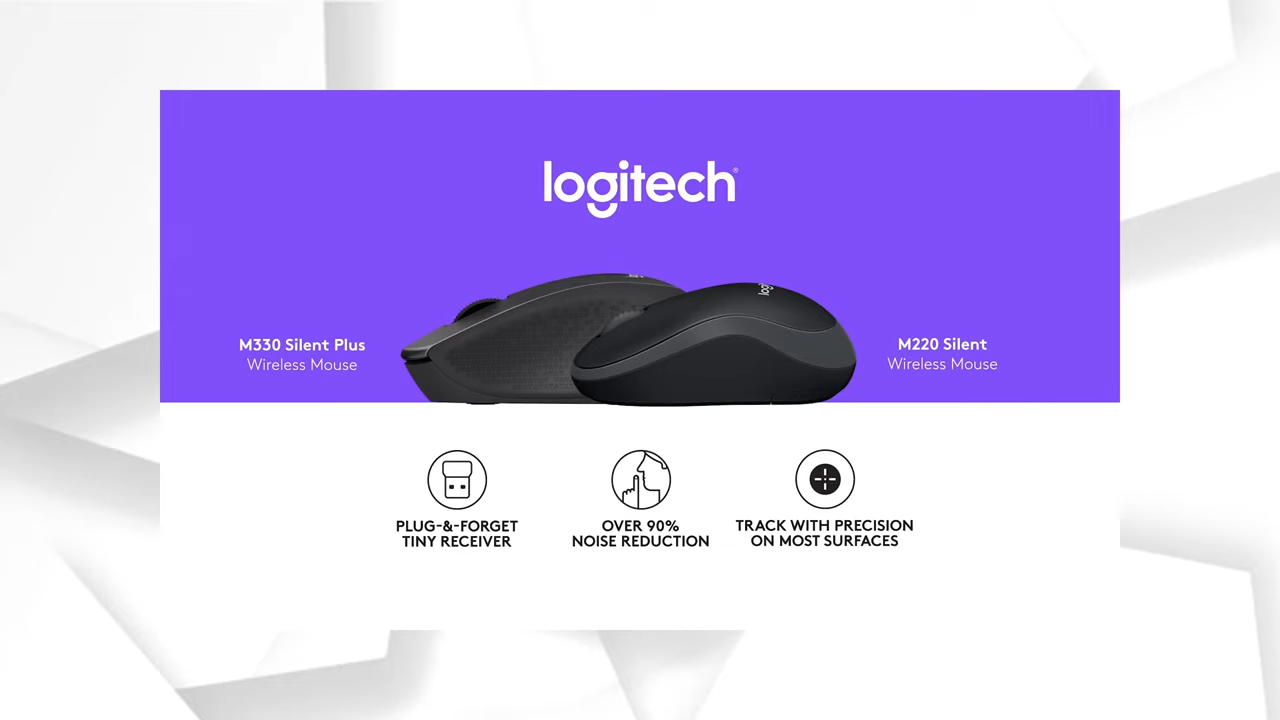 logitech
M330 Silent Plus
Wireless Mouse
logi
M220 Silent
Wireless Mouse
PLUG-&-FORGET
TINY RECEIVER
OVER 90%
NOISE REDUCTION
TRACK WITH PRECISION
ON MOST SURFACES